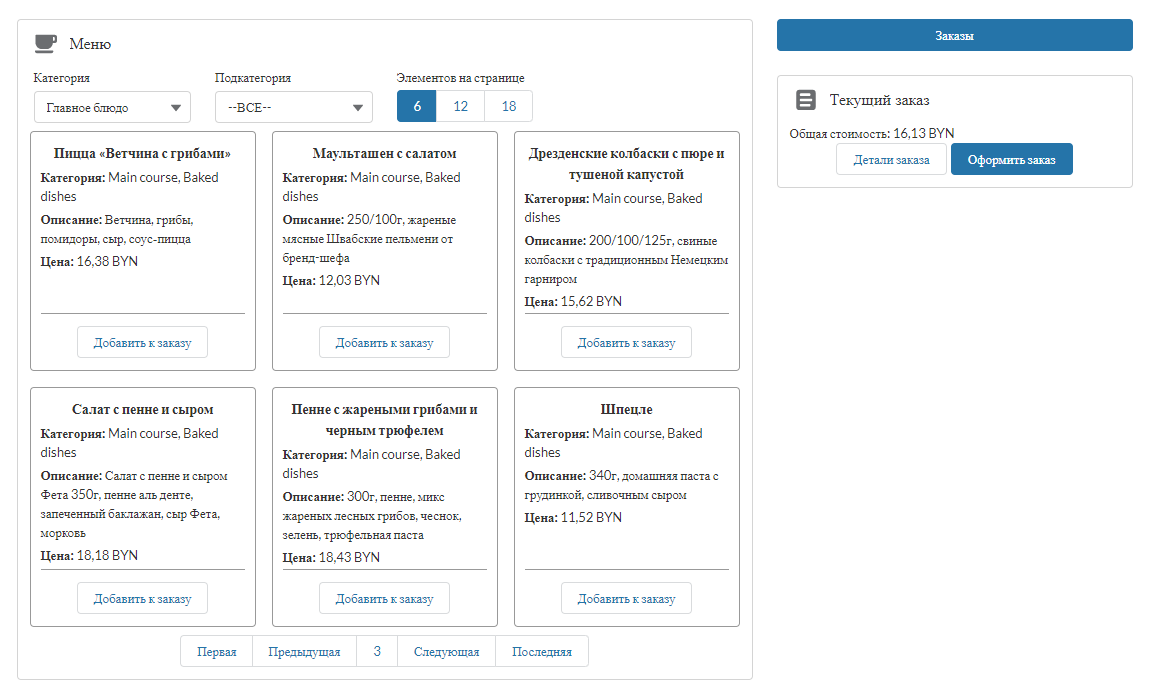 Меню
Категория
Подкатегория
Элементов на странице
Главное блюдо
--ВСЕ--
6
12
18
Пицца «Ветчина с грибами»
Категория: Main course, Baked
dishes
Описание: Ветчина, грибы,
помидоры, сыр, соус-пицца
Цена: 16,38 BYN
Добавить к заказу
Маульташен с салатом
Категория: Main course, Baked
dishes
Описание: 250/100г, жареные
мясные Швабские пельмени от
бренд-шефа
Цена: 12,03 BYN
Добавить к заказу
Дрезденские колбаски с пюре и
тушеной капустой
Категория: Main course, Baked
dishes
Описание: 200/100/125г, свиные
колбаски с традиционным Немецким
гарниром
Цена: 15,62 BYN
Добавить к заказу
Салат с пенне и сыром
Категория: Main course, Baked
dishes
Описание: Салат с пенне и сыром
Фета 350г, пенне аль денте,
запеченный баклажан, сыр Фета,
морковь
Цена: 18,18 BYN
Добавить к заказу
Пенне с жареными грибами и
черным трюфелем
Категория: Main course, Baked
dishes
Описание: 300г, пенне, микс
жареных лесных грибов, чеснок,
зелень, трюфельная паста
Цена: 18,43 BYN
Добавить к заказу
Шпецле
Категория: Main course, Baked
dishes
Описание: 340г, домашняя паста с
грудинкой, сливочным сыром
Цена: 11,52 BYN
Добавить к заказу
Первая
Предыдущая
3
Следующая
Последняя
Заказы
Текущий заказ
Общая стоимость: 16,13 BYN
Детали заказа
Оформить заказ